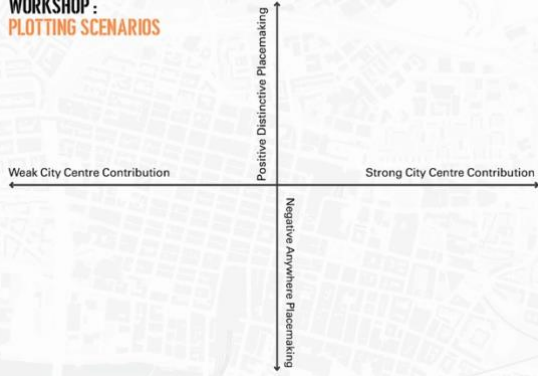 WORKSHOP :
PLOTTING SCENARIOS
Positive Distinctive Placemaking
Weak City Centre Contribution
Strong City Centre Contribution
Negative Anywhere Placemaking